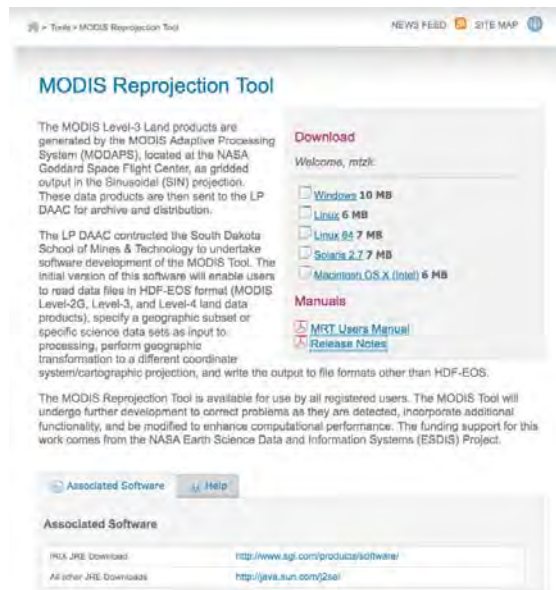 > Tools > MODIS Reprojection Tool
NEWS FEED SITE MAP
MODIS Reprojection Tool
The MODIS Level-3 Land products are
generated by the MODIS Adaptive Processing
System (MODAPS), located at the NASA
Goddard Space Flight Center, as gridded
output in the Sinusoidal (SIN) projection.
These data products are then sent to the LP
DAAC for archive and distribution.
The LP DAAC contracted the South Dakota
School of Mines & Technology to undertake
software development of the MODIS Tool. The
initial version of this software will enable users
to read data files in HDF-EOS format (MODIS
Level-2G, Level-3, and Level-4 land data
products), specify a geographic subset or
specific science data sets as input to
processing, perform geographic
transformation to a different coordinate
system/cartographic projection, and write the output to file formats other than HDF-EOS.
The MODIS Reprojection Tool is available for use by all registered users. The MODIS Tool will
undergo further development to correct problems as they are detected, incorporate additional
functionality, and be modified to enhance computational performance. The funding support for this
work comes from the NASA Earth Science Data and Information Systems (ESDIS) Project.
Download
Welcome, mtzk.
Windows 10 MB
Linux 6 MB
Linux 64 7 MB
Solaris 2.7 7 MB
Macintosh OS X (Intel) 6 MB
Manuals
MRT Users Manual
Release Notes
Associated Software Help
Associated Software
IRIX JRE Download http://www.sgi.com/products/software/
All other JRE Downloads http://java.sun.com/j2se/